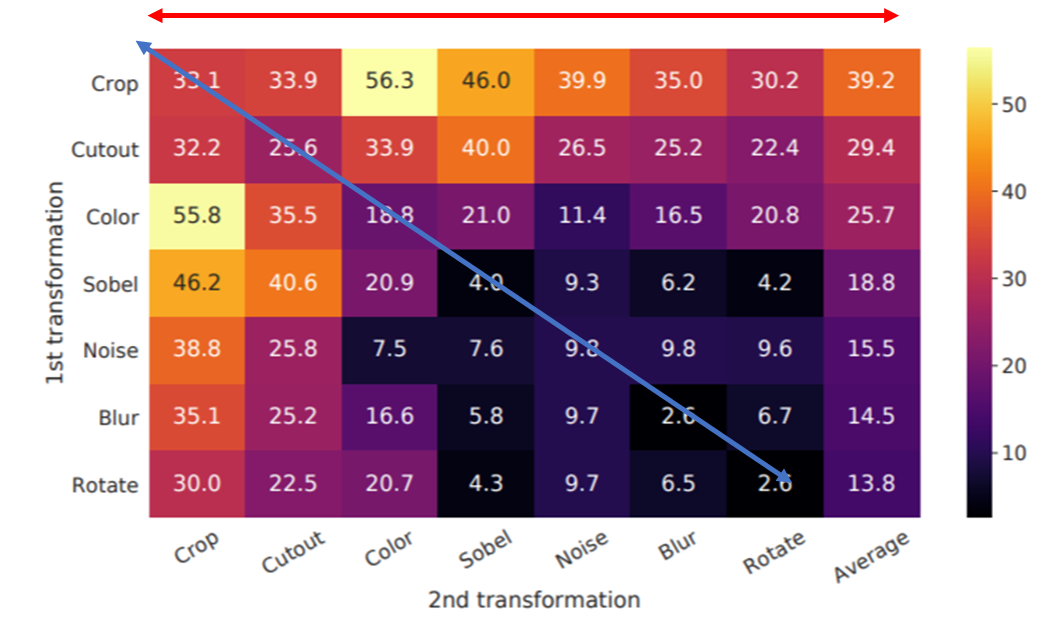 Crop 33.1 33.9 56.3 46.0 39.9 35.0 30.2 39.2
Cutout 32.2 25.6 33.9 40.0 26.5 25.2 22.4 29.4
Color 55.8 35.5 18.8 21.0 11.4 16.5 20.8 25.7
Sobel 46.2 40.6 20.9 4.0 9.3 6.2 4.2 18.8
Noise 38.8 25.8 7.5 7.6 9.8 9.8 9.6 15.5
Blur 35.1 25.2 16.6 5.8 9.7 2.6 6.7 14.5
Rotate 30.0 22.5 20.7 4.3 9.7 6.5 2.6 13.8
Crop Cutout Color Sobel Noise Blur Rotate Average
2nd transformation
1st transformation
50
40
30
20
10